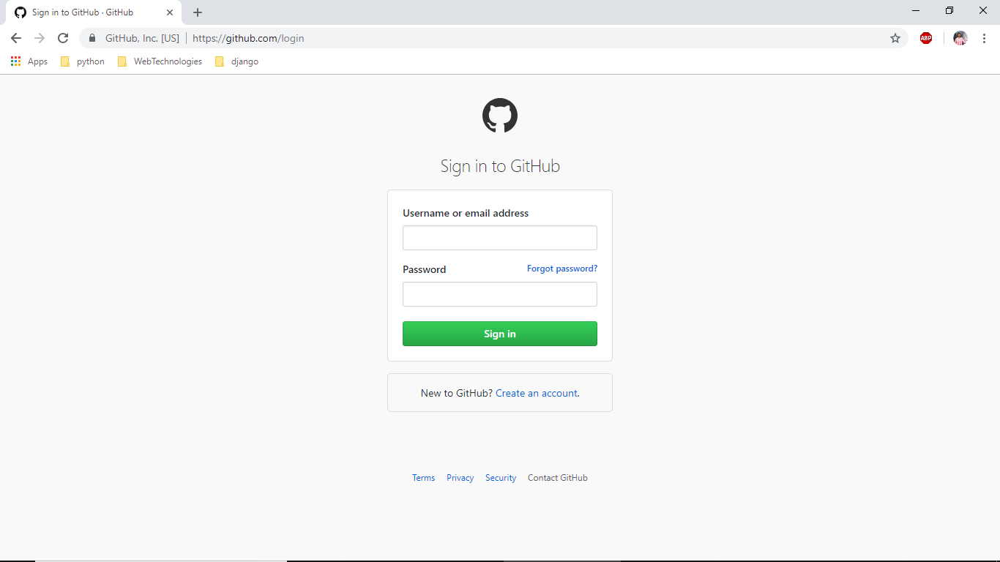 Sign in to GitHub · GitHub
GitHub, Inc. [US] https://github.com/login
ABP
Apps python WebTechnologies django
Sign in to GitHub
Username or email address
Password Forgot password?
Sign in
New to GitHub? Create an account.
Terms Privacy Security Contact GitHub